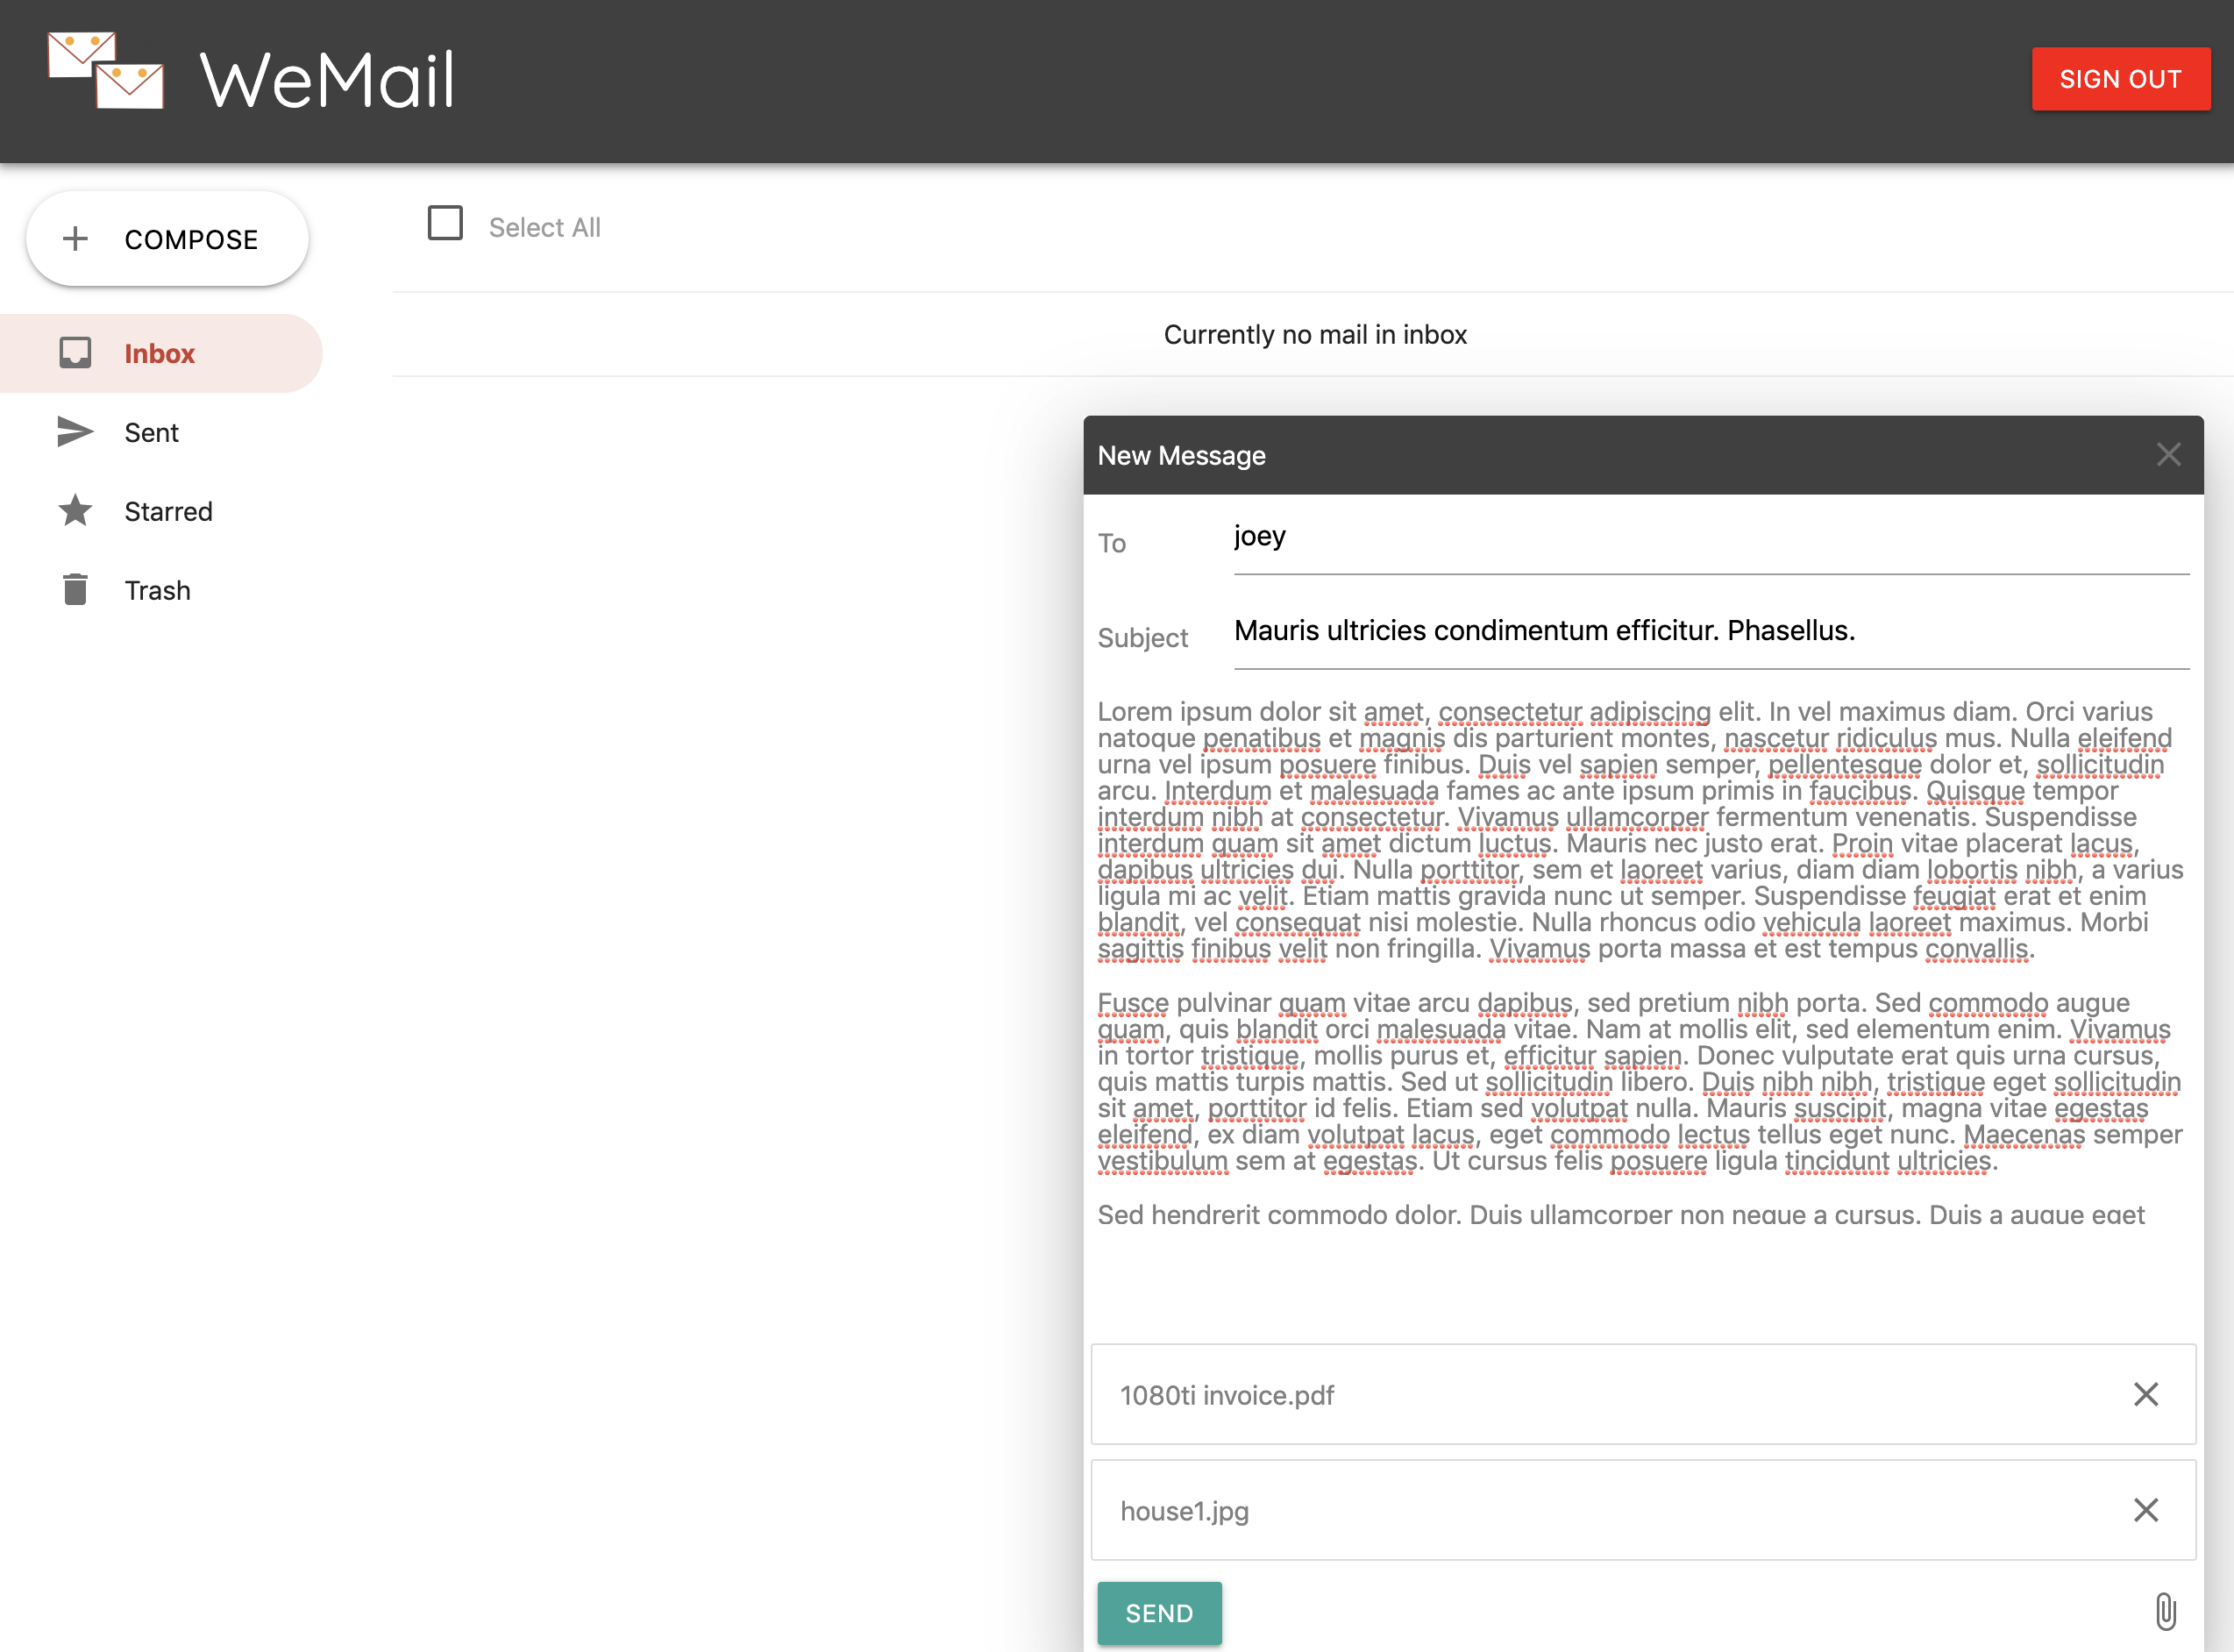 WeMail
SIGN OUT
COMPOSE
Select All
Inbox
Currently no mail in inbox
Sent
Starred
Trash
New Message
To
joey
Subject
Mauris ultricies condimentum efficitur. Phasellus.
Lorem ipsum dolor sit amet, consectetur adipiscing elit. In vel maximus diam. Orci varius
natoque penatibus et magnis dis parturient montes, nascetur ridiculus mus. Nulla eleifend
urna vel ipsum posuere finibus. Duis vel sapien semper, pellentesque dolor et, sollicitudin
arcu. Interdum et malesuada fames ac ante ipsum primis in faucibus. Quisque tempor
interdum nibh at consectetur. Vivamus ullamcorper fermentum venenatis. Suspendisse
interdum quam sit amet dictum luctus. Mauris nec justo erat. Proin vitae placerat lacus,
dapibus ultricies dui. Nulla porttitor, sem et laoreet varius, diam diam lobortis nibh, a varius
ligula mi ac velit. Etiam mattis gravida nunc ut semper. Suspendisse feugiat erat et enim
blandit, vel consequat nisi molestie. Nulla rhoncus odio vehicula laoreet maximus. Morbi
sagittis finibus velit non fringilla. Vivamus porta massa et est tempus convallis.
Fusce pulvinar quam vitae arcu dapibus, sed pretium nibh porta. Sed commodo augue
quam, quis blandit orci malesuada vitae. Nam at mollis elit, sed elementum enim. Vivamus
in tortor tristique, mollis purus et, efficitur sapien. Donec vulputate erat quis urna cursus,
quis mattis turpis mattis. Sed ut sollicitudin libero. Duis nibh nibh, tristique eget sollicitudin
sit amet, porttitor id felis. Etiam sed volutpat nulla. Mauris suscipit, magna vitae egestas
eleifend, ex diam volutpat lacus, eget commodo lectus tellus eget nunc. Maecenas semper
vestibulum sem at egestas. Ut cursus felis posuere ligula tincidunt ultricies.
Sed hendrerit commodo dolor. Duis ullamcorper non neque a cursus. Duis a augue eget
1080ti invoice.pdf
house1.jpg
SEND